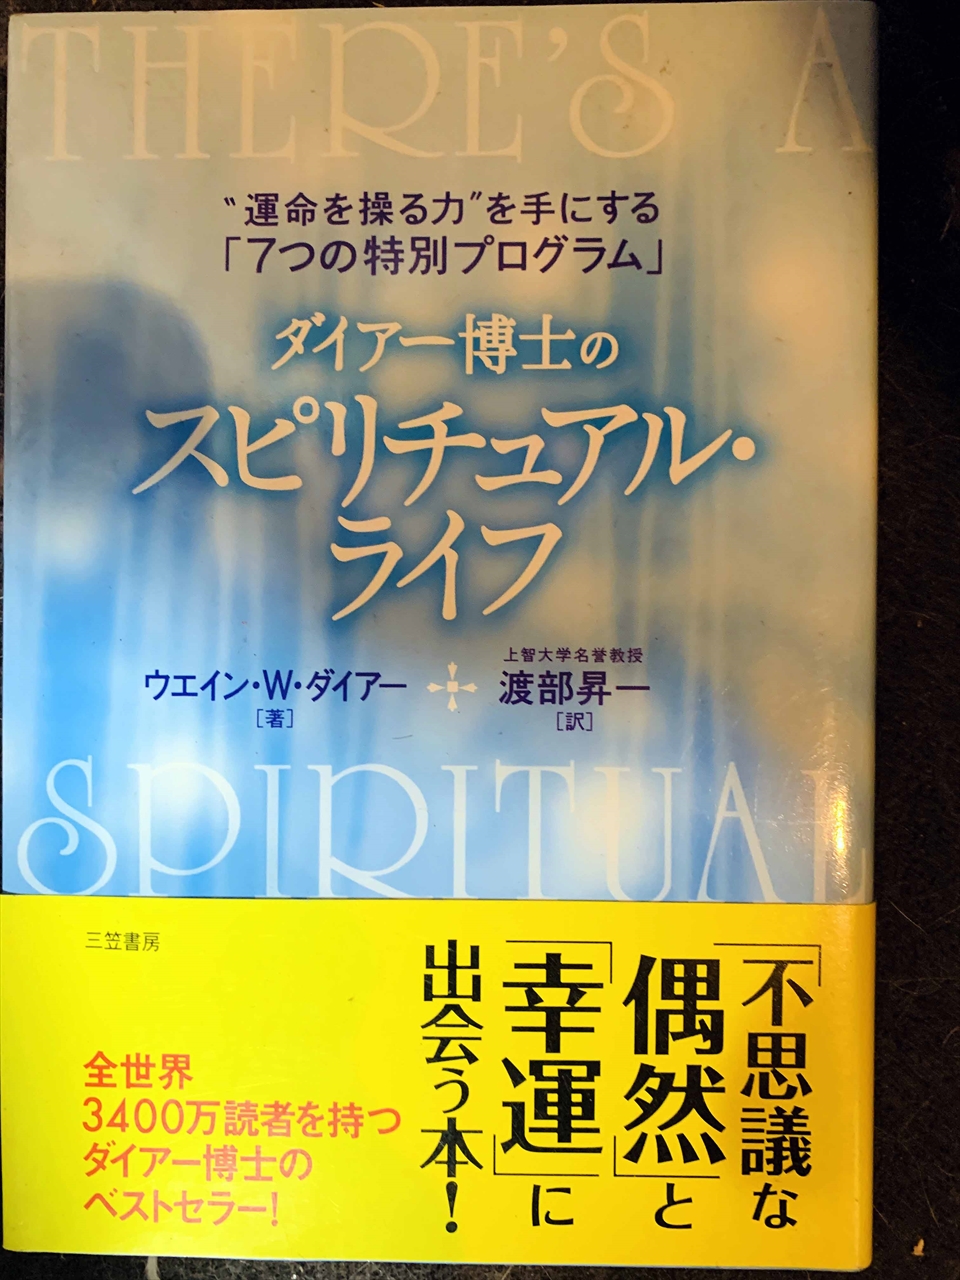 THERE'S A
〝運命を操る力〟を手にする
「7つの特別プログラム」
ダイアー博士の
スピリチュアル・
ライフ
ウエイン・W・ダイアー
[著]
上智大学名誉教授
渡部昇一
[訳]
SPIRITUAL
「不思議な
偶然」と
「幸運」に
出会う本!
三笠書房
全世界
3400万読者を持つ
ダイアー博士の
ベストセラー!